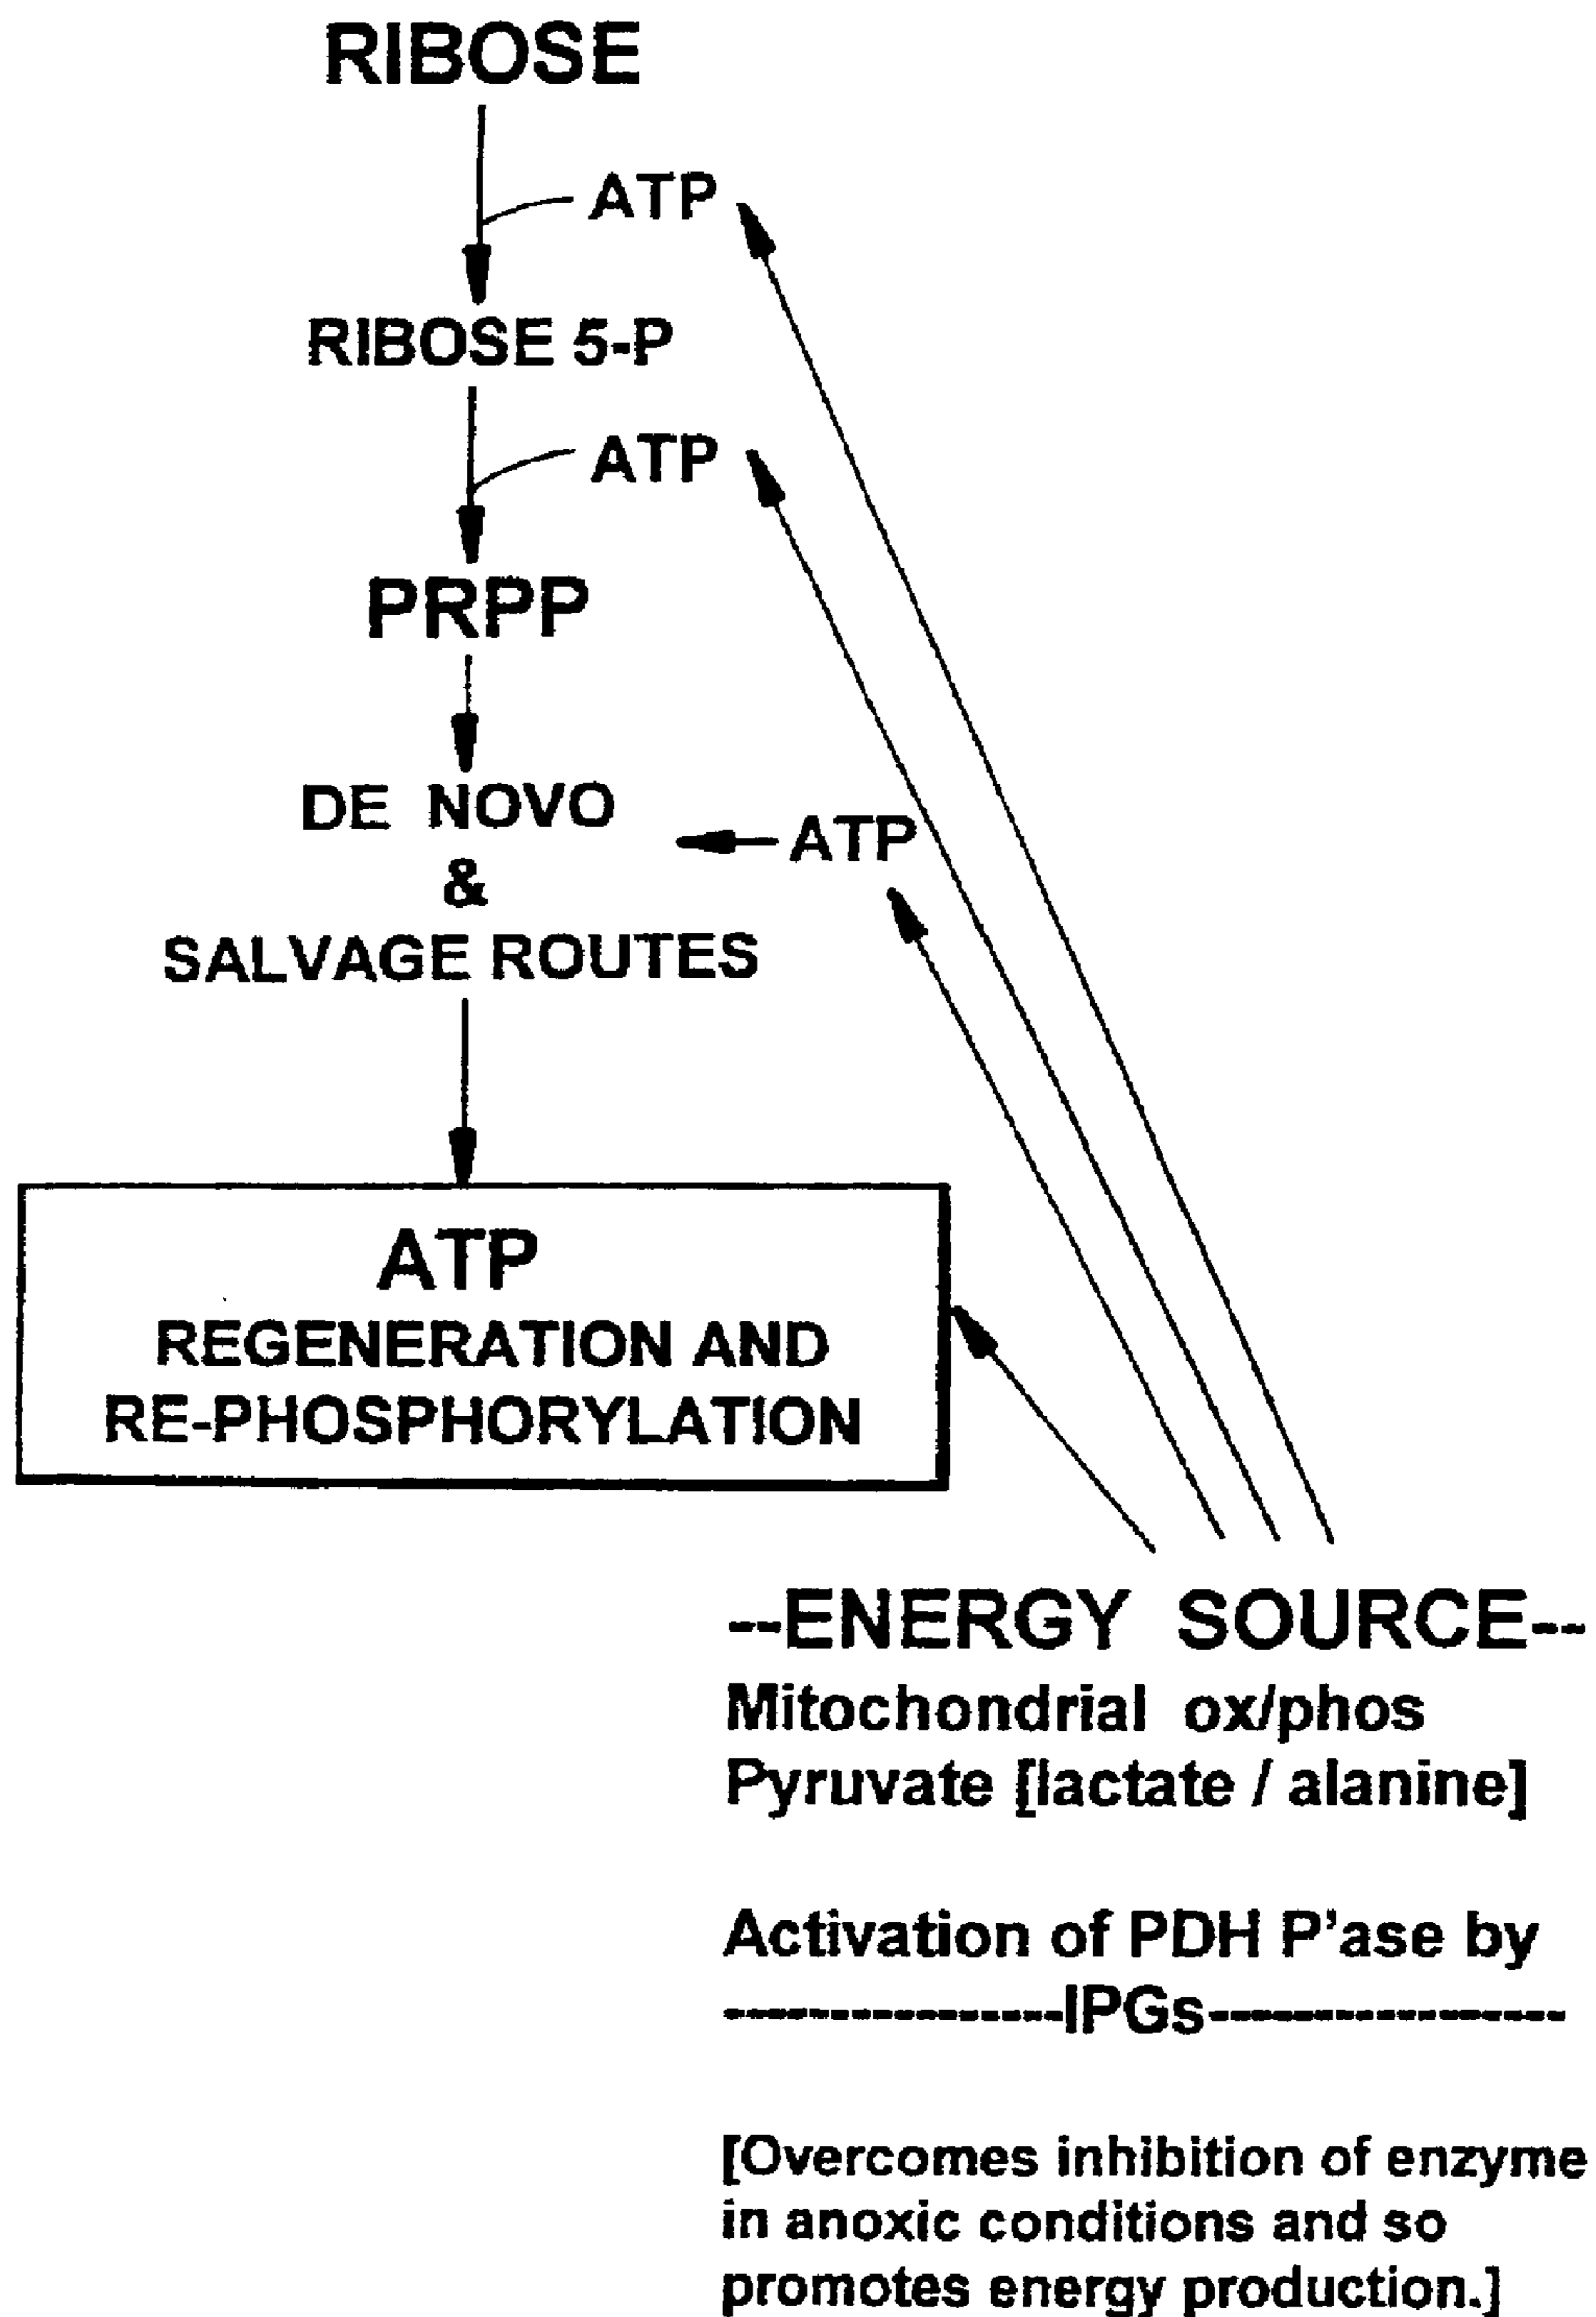 RIBOSE
ATP
RIBOSE 5-P
ATP
PRPP
DE NOVO
ATP
&
SALVAGE ROUTES
ATP
REGENERATION AND
RE-PHOSPHORYLATION
--ENERGY SOURCE--
Mitochondrial ox/phos
Pyruvate [lactate / alanine]
Activation of PDH P'ase by
----------------IPGs-----------------
[Overcomes inhibition of enzyme
in anoxic conditions and so
promotes energy production.]